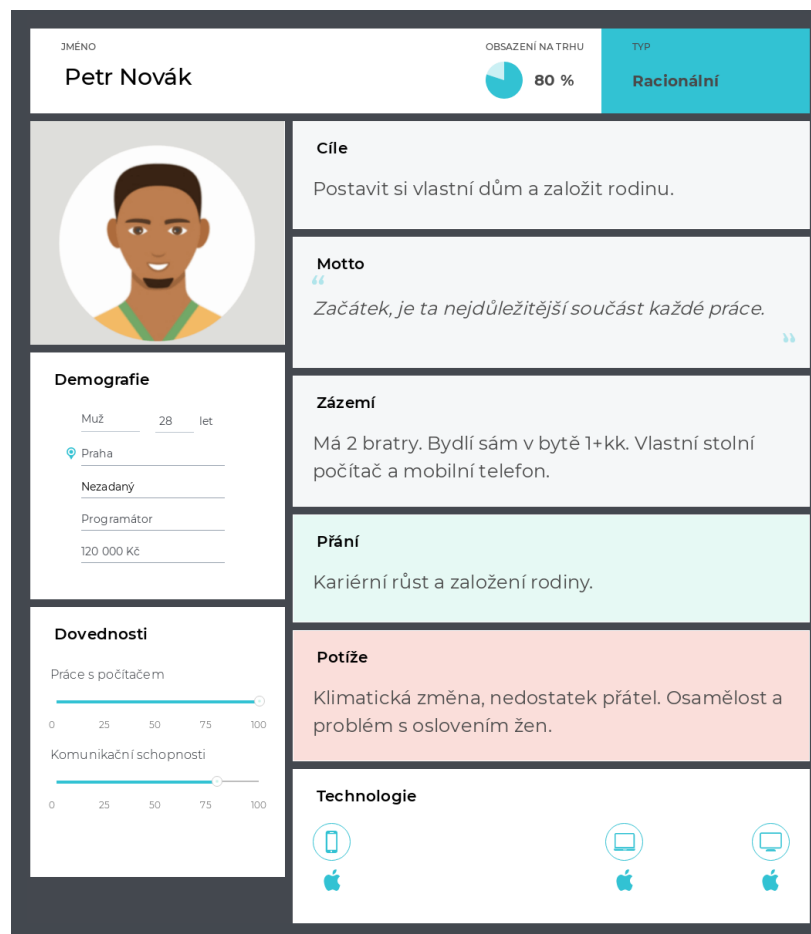 JMÉNO
Petr Novák
OBSAZENÍ NA TRHU
80 %
TYP
Racionální
Cíle
Postavit si vlastní dům a založit rodinu.
Motto
“
Začátek, je ta nejdůležitější součást každé práce.
”
Zázemí
Má 2 bratry. Bydlí sám v bytě 1+kk. Vlastní stolní
počítač a mobilní telefon.
Přání
Kariérní růst a založení rodiny.
Potíže
Klimatická změna, nedostatek přátel. Osamělost a
problém s oslovením žen.
Technologie
Demografie
Muž 28 let
Praha
Nezadaný
Programátor
120 000 Kč
Dovednosti
Práce s počítačem
0 25 50 75 100
Komunikační schopnosti
0 25 50 75 100